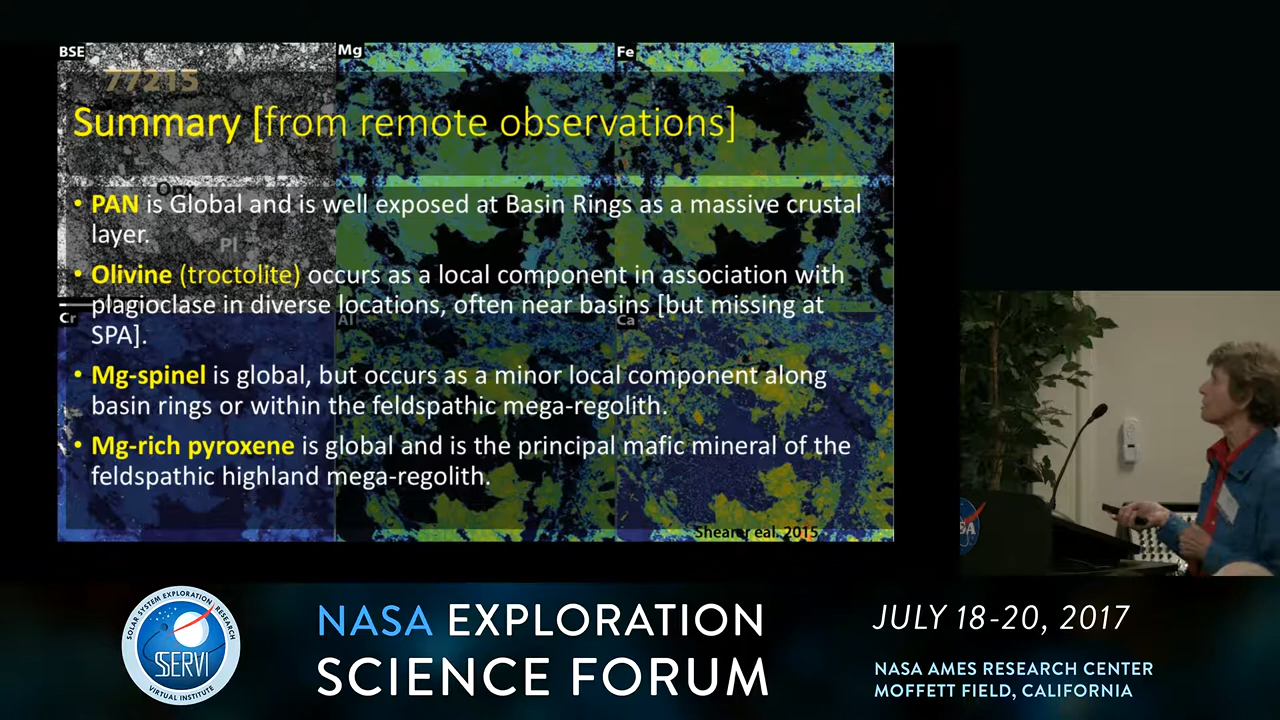 BSE
Mg
Fe
77215
Summary [from remote observations]
Opx
• PAN is Global and is well exposed at Basin Rings as a massive crustal
layer.
Pl
• Olivine (troctolite) occurs as a local component in association with
plagioclase in diverse locations, often near basins [but missing at
SPA].
Cr
Al
Ca
• Mg-spinel is global, but occurs as a minor local component along
basin rings or within the feldspathic mega-regolith.
• Mg-rich pyroxene is global and is the principal mafic mineral of the
feldspathic highland mega-regolith.
Shearer eal. 2015
SOLAR SYSTEM EXPLORATION RESEARCH
SSERVI
VIRTUAL INSTITUTE
NASA EXPLORATION
SCIENCE FORUM
JULY 18-20, 2017
NASA AMES RESEARCH CENTER
MOFFETT FIELD, CALIFORNIA